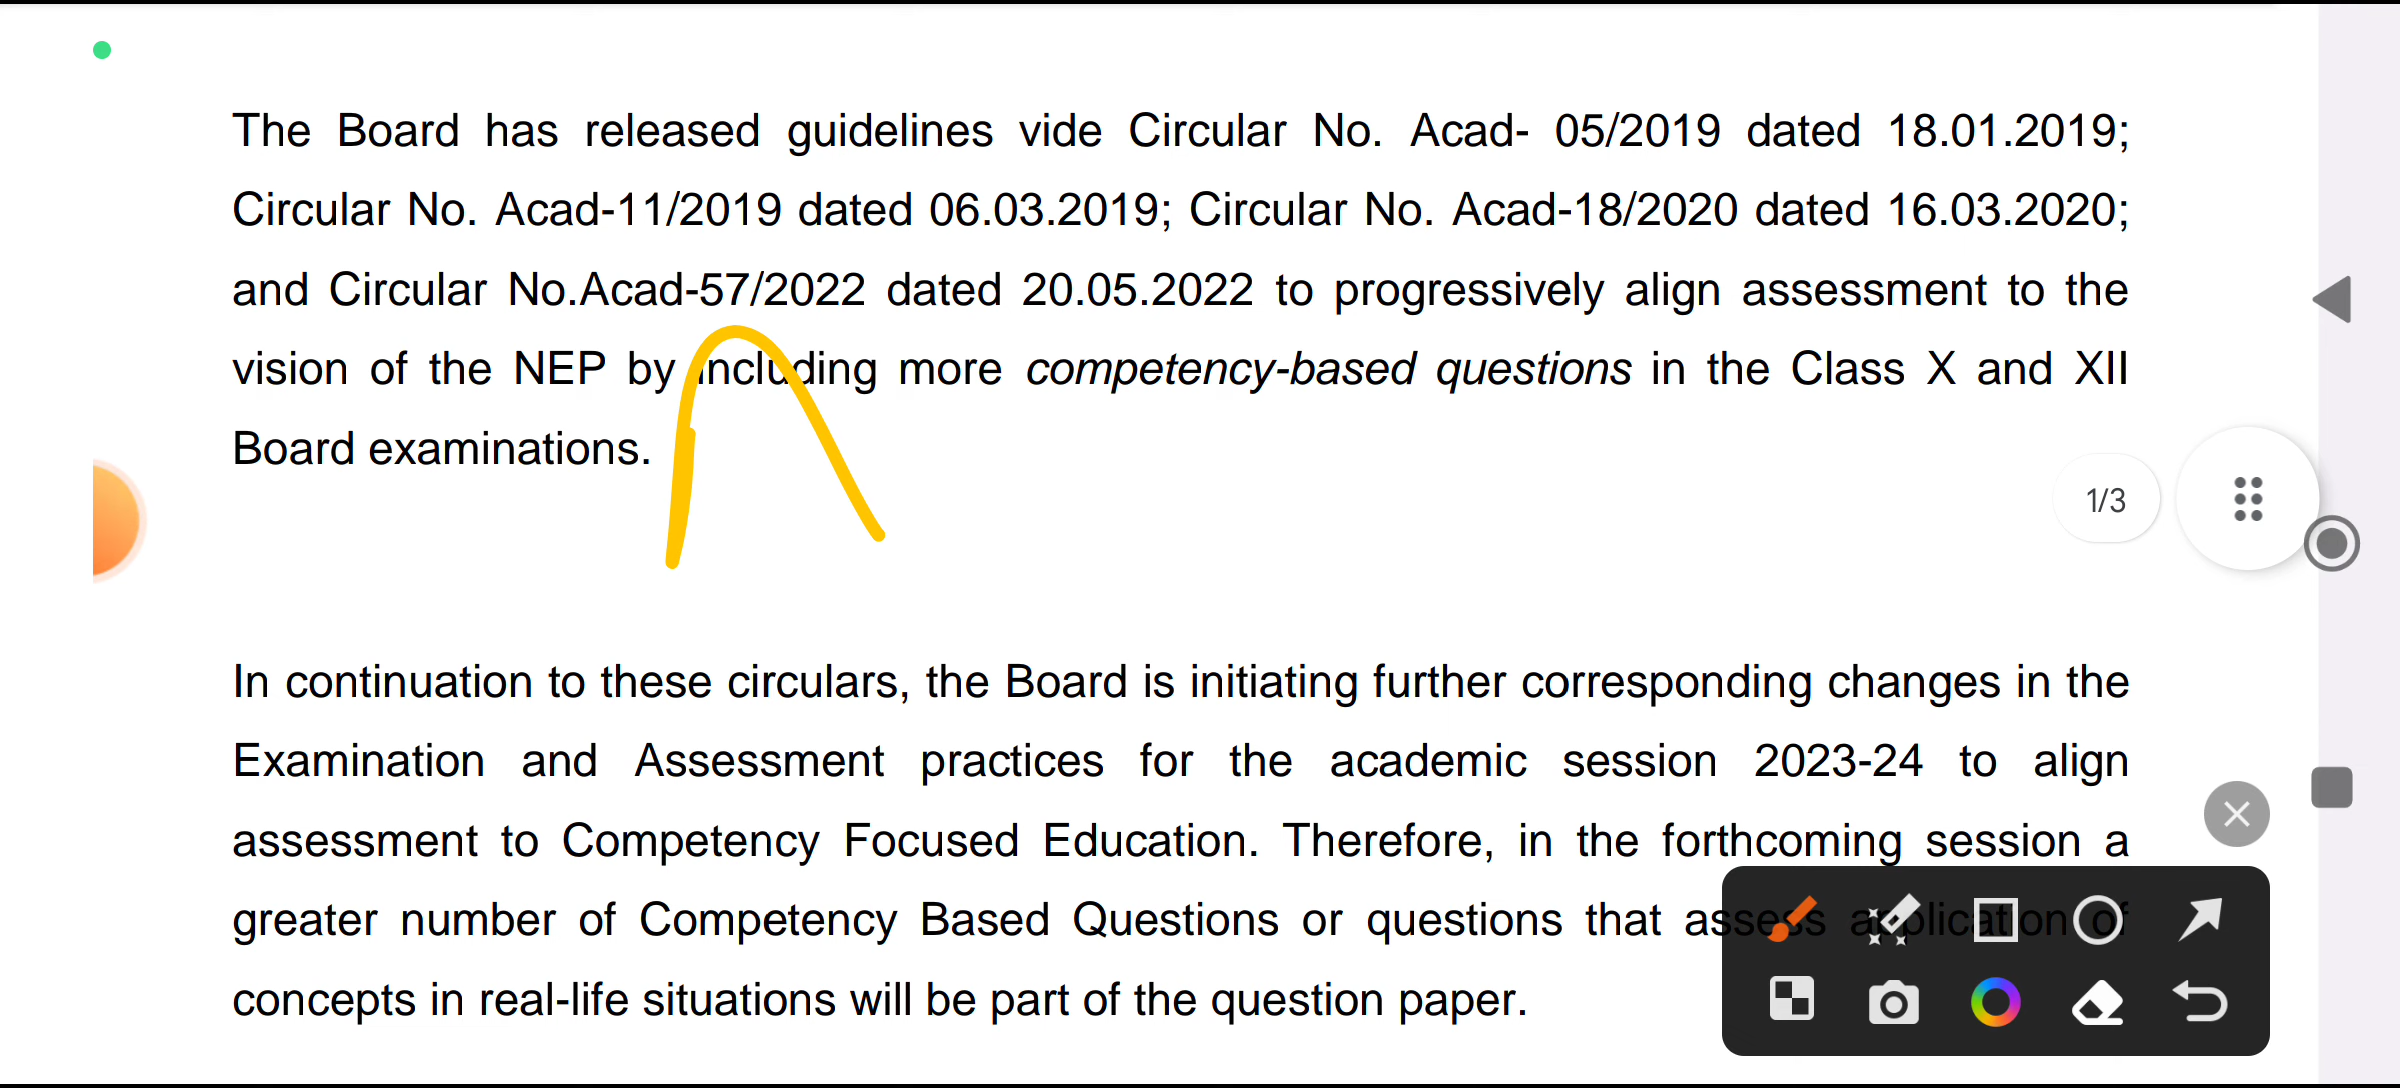 The Board has released guidelines vide Circular No. Acad- 05/2019 dated 18.01.2019;
Circular No. Acad-11/2019 dated 06.03.2019; Circular No. Acad-18/2020 dated 16.03.2020;
and Circular No.Acad-57/2022 dated 20.05.2022 to progressively align assessment to the
vision of the NEP by including more competency-based questions in the Class X and XII
Board examinations.
1/3
In continuation to these circulars, the Board is initiating further corresponding changes in the
Examination and Assessment practices for the academic session 2023-24 to align
assessment to Competency Focused Education. Therefore, in the forthcoming session a
greater number of Competency Based Questions or questions that assess application of
concepts in real-life situations will be part of the question paper.